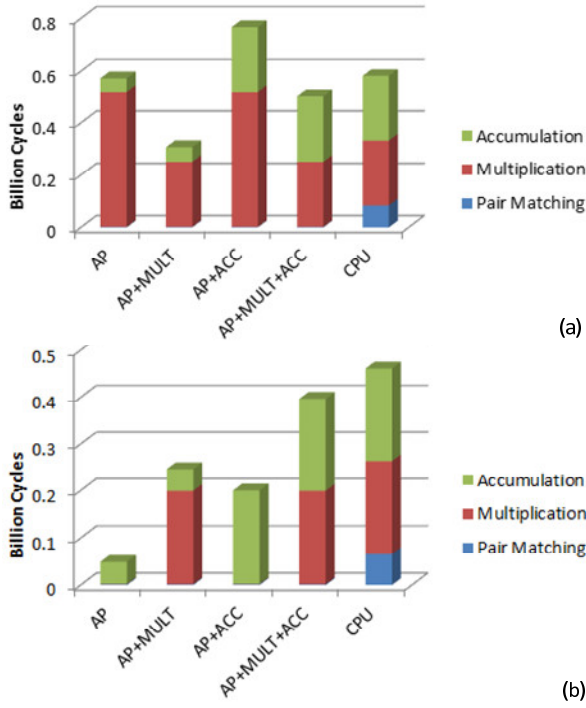 0.8
0.6
0.4
0.2
0
Billion Cycles
AP
AP+MULT
AP+ACC
AP+MULT+ACC
CPU
Accumulation
Multiplication
Pair Matching
(a)
0.5
0.4
0.3
0.2
0.1
0
Billion Cycles
AP
AP+MULT
AP+ACC
AP+MULT+ACC
CPU
Accumulation
Multiplication
Pair Matching
(b)